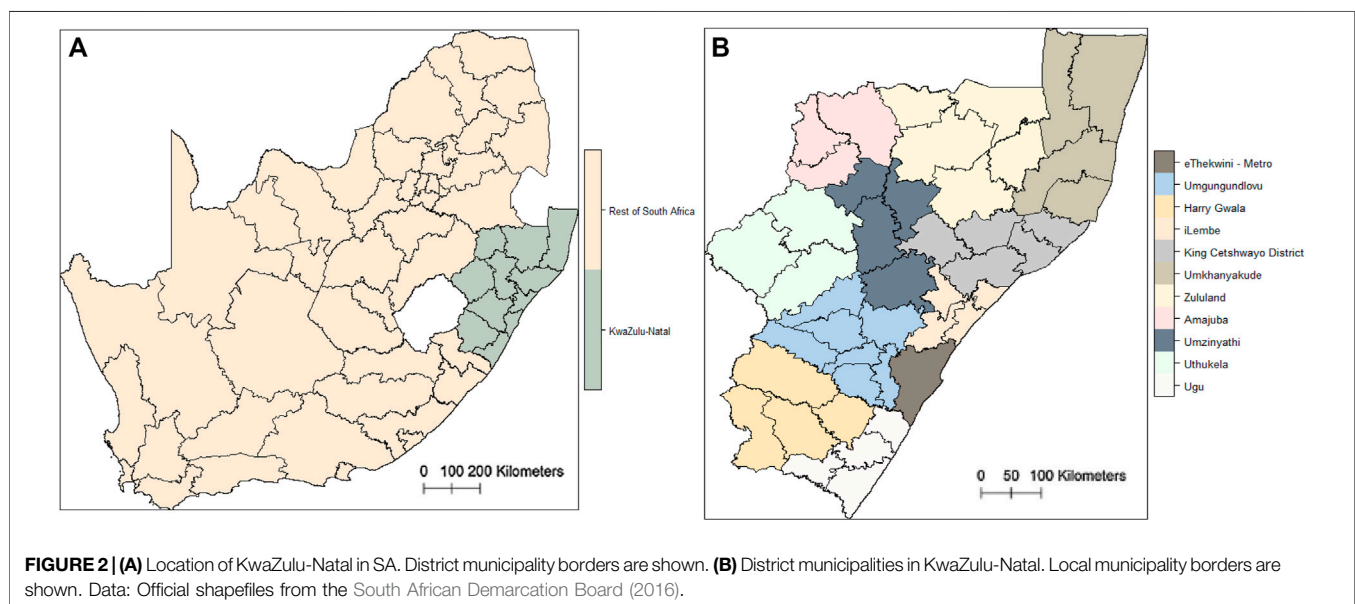 A
Rest of South Africa
KwaZulu-Natal
0 100 200 Kilometers
B
eThekwini - Metro
Umgungundlovu
Harry Gwala
iLembe
King Cetshwayo District
Umkhanyakude
Zululand
Amajuba
Umzinyathi
Uthukela
Ugu
0 50 100 Kilometers
FIGURE 2 | (A) Location of KwaZulu-Natal in SA. District municipality borders are shown. (B) District municipalities in KwaZulu-Natal. Local municipality borders are
shown. Data: Official shapefiles from the South African Demarcation Board (2016).